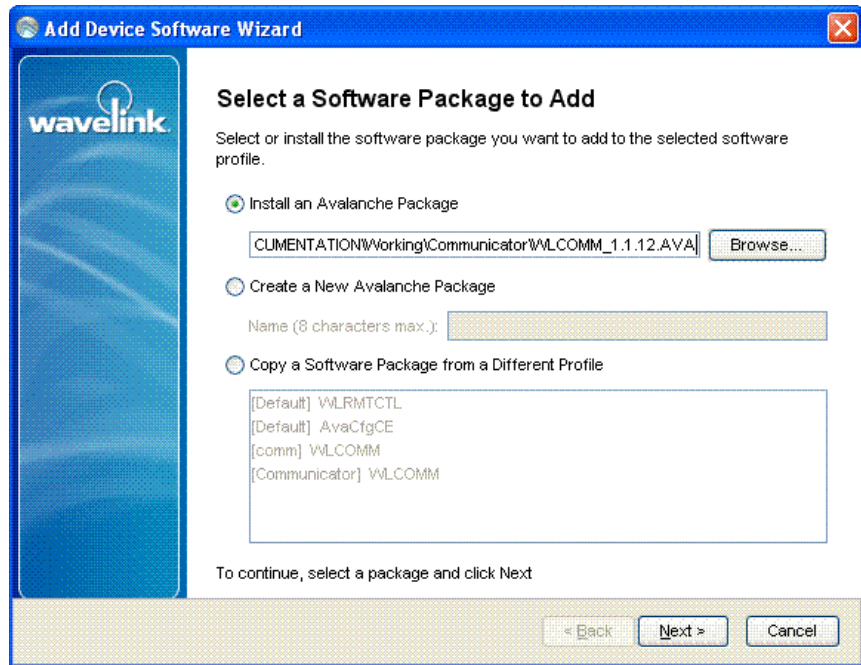 Add Device Software Wizard
wavelink
Select a Software Package to Add
Select or install the software package you want to add to the selected software
profile.
Install an Avalanche Package
CUMENTATION\Working\Communicator\WLCOMM_1.1.12.AVA
Browse...
Create a New Avalanche Package
Name (8 characters max.):
Copy a Software Package from a Different Profile
[Default] WLRMTCTL
[Default] AvaCfgCE
[comm] WLCOMM
[Communicator] WLCOMM
To continue, select a package and click Next
< Back
Next >
Cancel